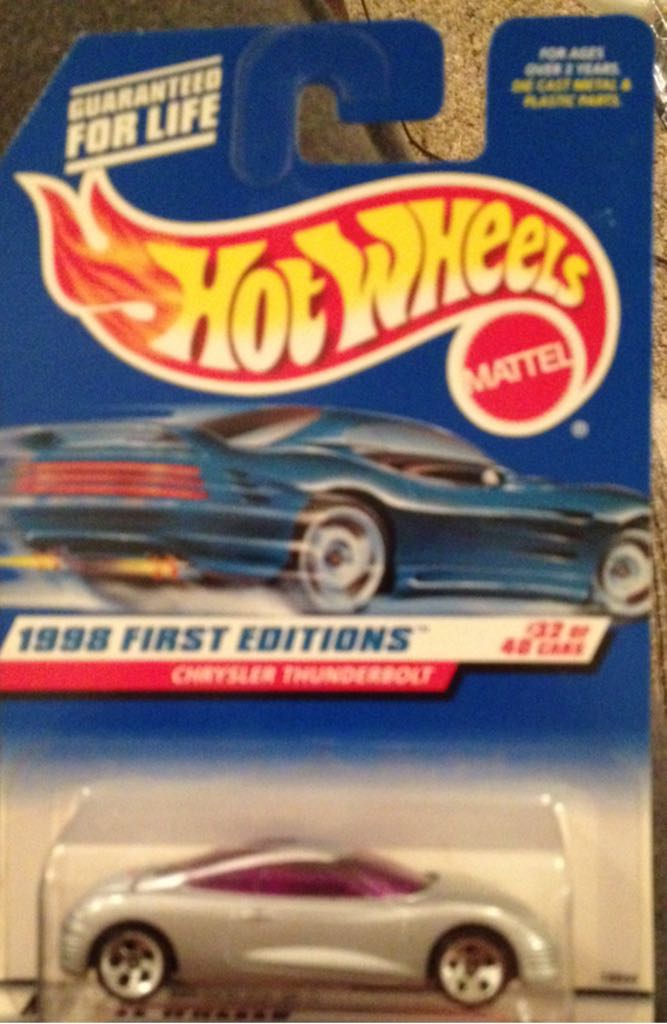 GUARANTEED
FOR LIFE
FOR AGES
OVER 3 YEARS.
DIE CAST METAL &
PLASTIC PARTS.
HOT WHEELS
MATTEL
®
1998 FIRST EDITIONS™
#32 OF
40 CARS
CHRYSLER THUNDERBOLT